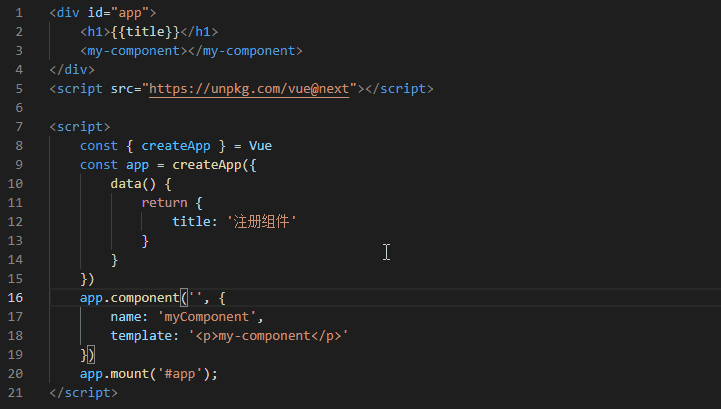 1 <div id="app">
2     <h1>{{title}}</h1>
3     <my-component></my-component>
4 </div>
5 <script src="https://unpkg.com/vue@next"></script>
6
7 <script>
8     const { createApp } = Vue
9     const app = createApp({
10         data() {
11             return {
12                 title: '注册组件'
13             }
14         }
15     })
16     app.component('', {
17         name: 'myComponent',
18         template: '<p>my-component</p>'
19     })
20     app.mount('#app');
21 </script>